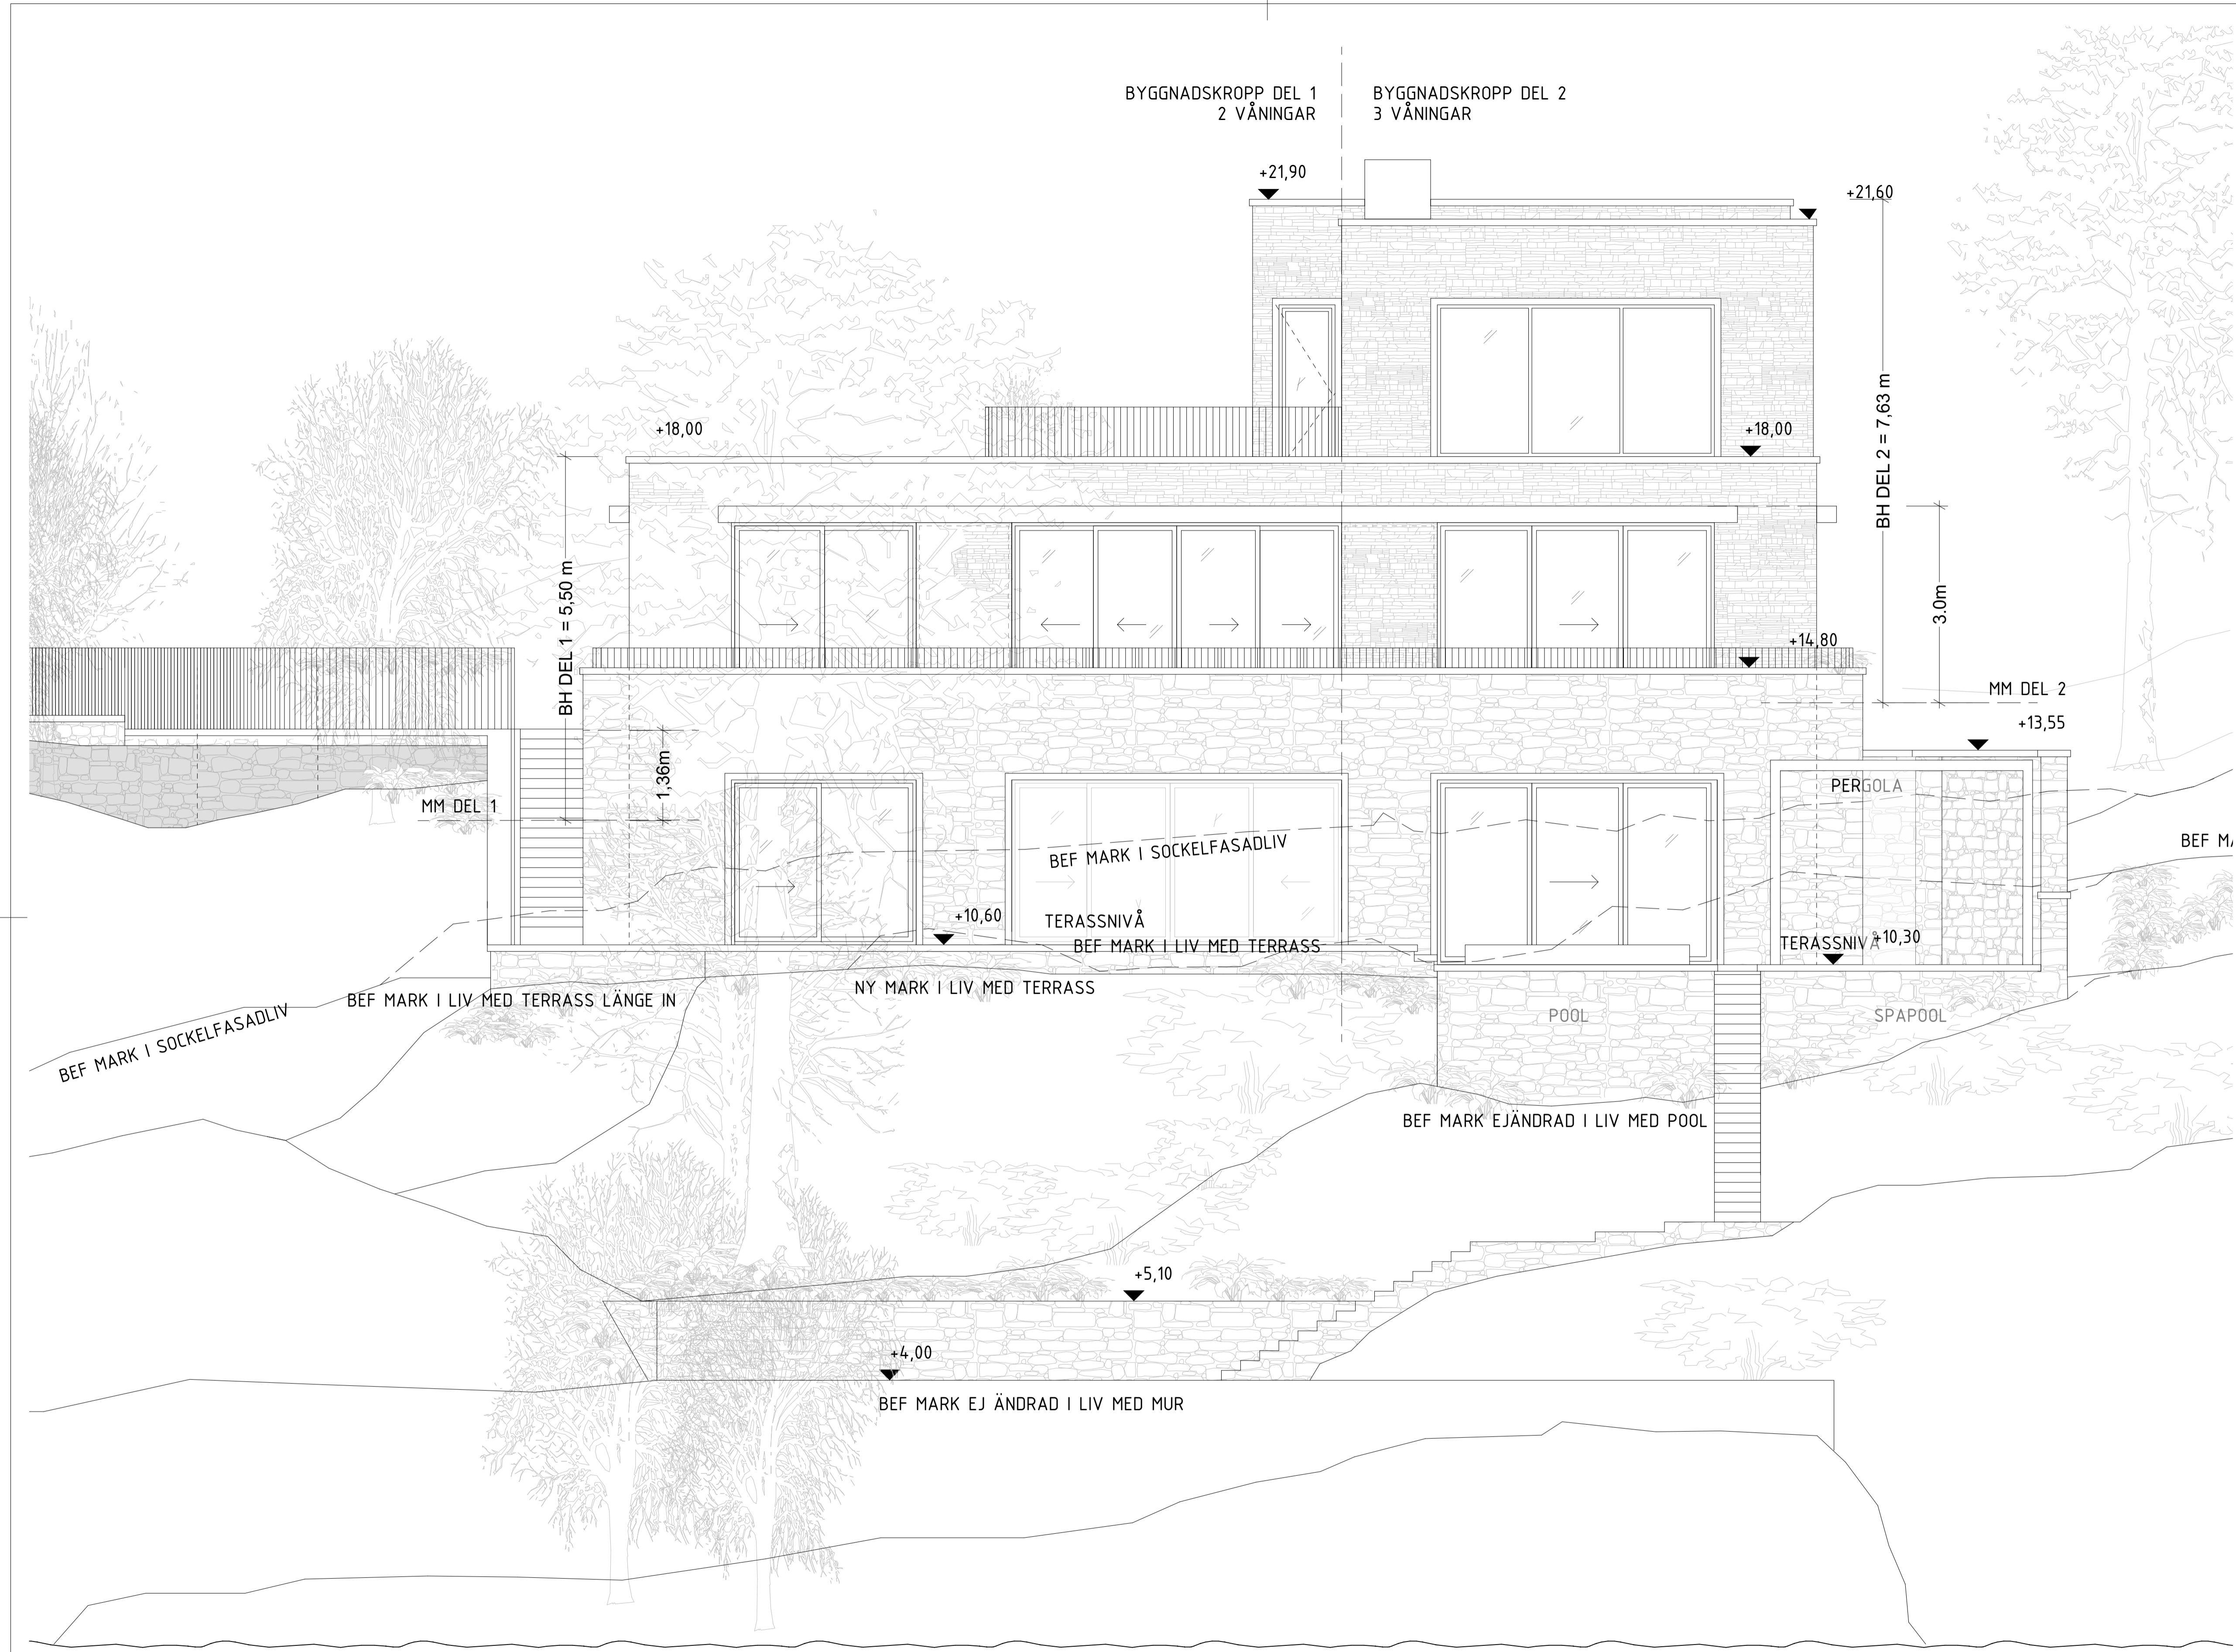 BYGGNADSKROPP DEL 1
2 VÅNINGAR
BYGGNADSKROPP DEL 2
3 VÅNINGAR
+21,90
+21,60
+18,00
+18,00
BH DEL 2 = 7,63 m
BH DEL 1 = 5,50 m
3.0m
+14,80
MM DEL 2
+13,55
1,36m
MM DEL 1
PERGOLA
BEF MARK I SOCKELFASADLIV
BEF MA
+10,60
TERASSNIVÅ
BEF MARK I LIV MED TERRASS
TERASSNIVÅ
+10,30
NY MARK I LIV MED TERRASS
BEF MARK I LIV MED TERRASS LÄNGE IN
BEF MARK I SOCKELFASADLIV
POOL
SPAPOOL
BEF MARK EJÄNDRAD I LIV MED POOL
+5,10
+4,00
BEF MARK EJ ÄNDRAD I LIV MED MUR